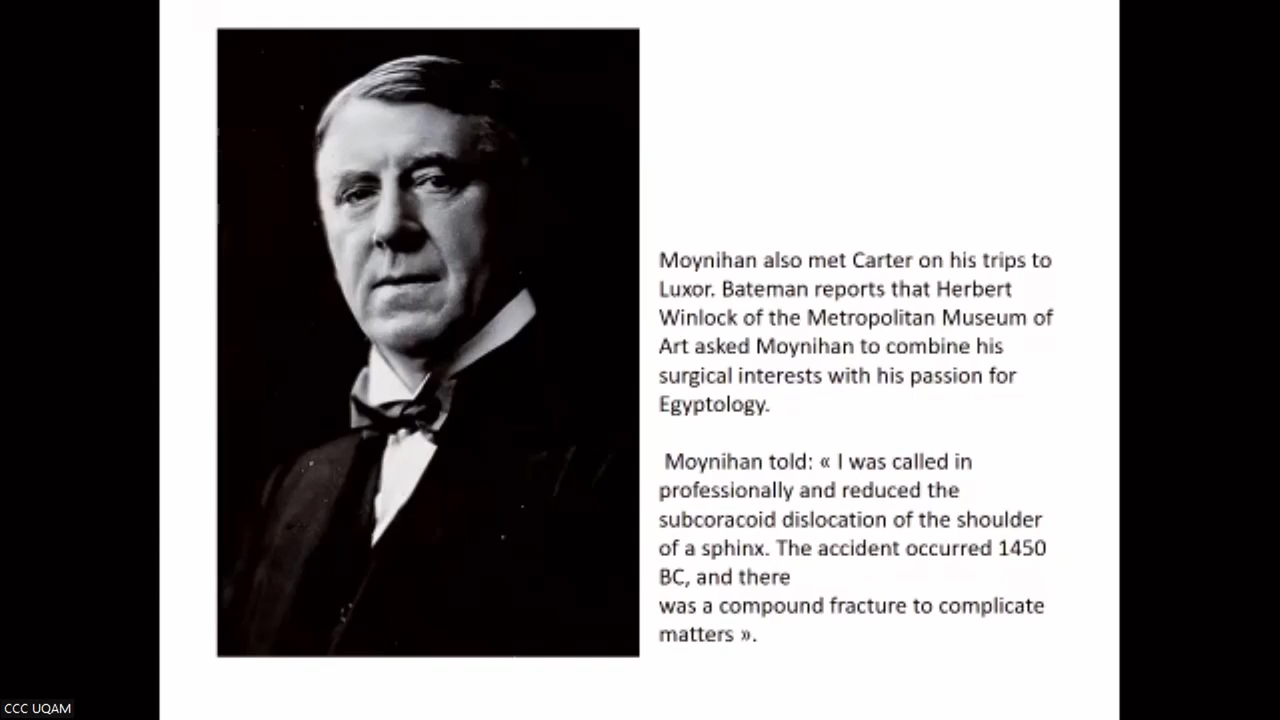 Moynihan also met Carter on his trips to
Luxor. Bateman reports that Herbert
Winlock of the Metropolitan Museum of
Art asked Moynihan to combine his
surgical interests with his passion for
Egyptology.
Moynihan told: « I was called in
professionally and reduced the
subcoracoid dislocation of the shoulder
of a sphinx. The accident occurred 1450
BC, and there
was a compound fracture to complicate
matters ».
CCC UQAM